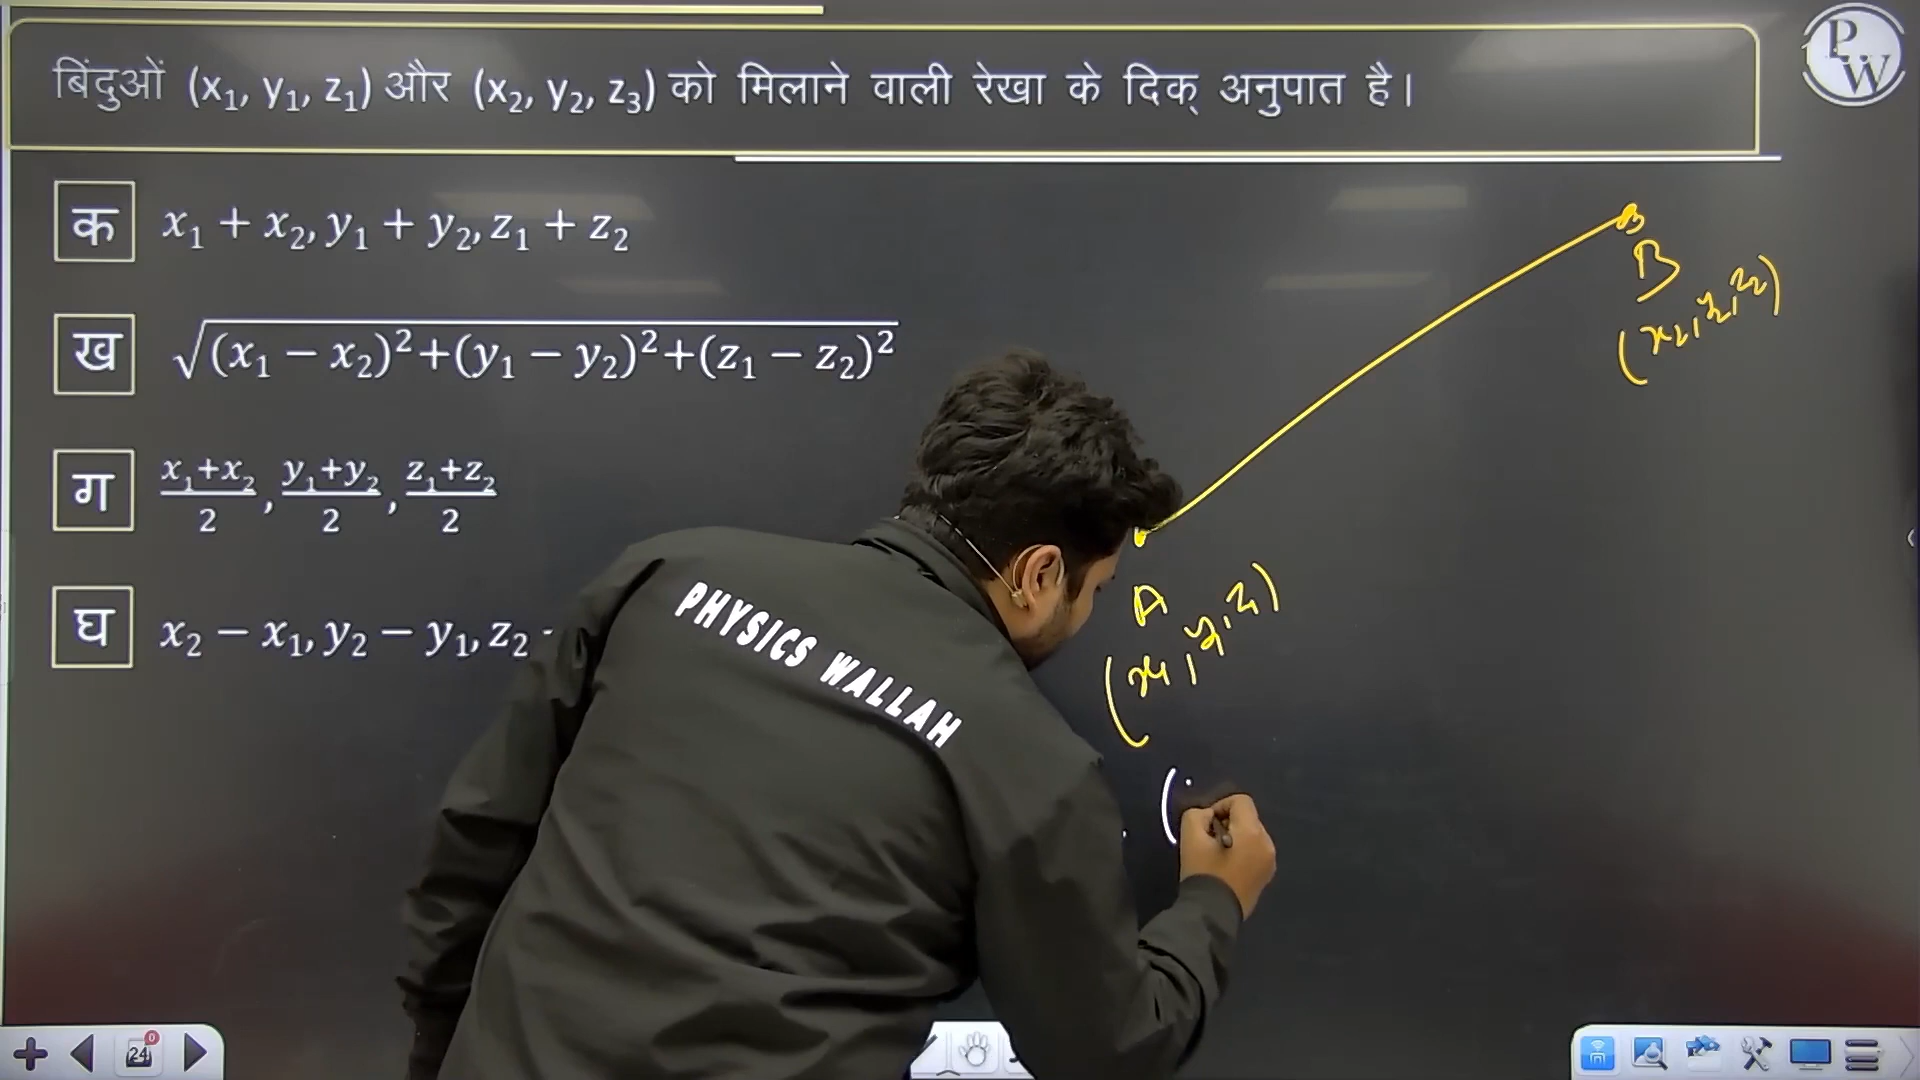 बिंदुओं (x₁, y₁, z₁) और (x₂, y₂, z₃) को मिलाने वाली रेखा के दिक् अनुपात है।
PW
क x₁ + x₂, y₁ + y₂, z₁ + z₂
ख √(x₁ − x₂)²+(y₁ − y₂)²+(z₁ − z₂)²
ग x₁+x₂/2, y₁+y₂/2, z₁+z₂/2
घ x₂ − x₁, y₂ − y₁, z₂ -
B
(x₂, y₂, z₂)
A
(x₁, y₁, z₁)
(
PHYSICS WALLAH
24
0